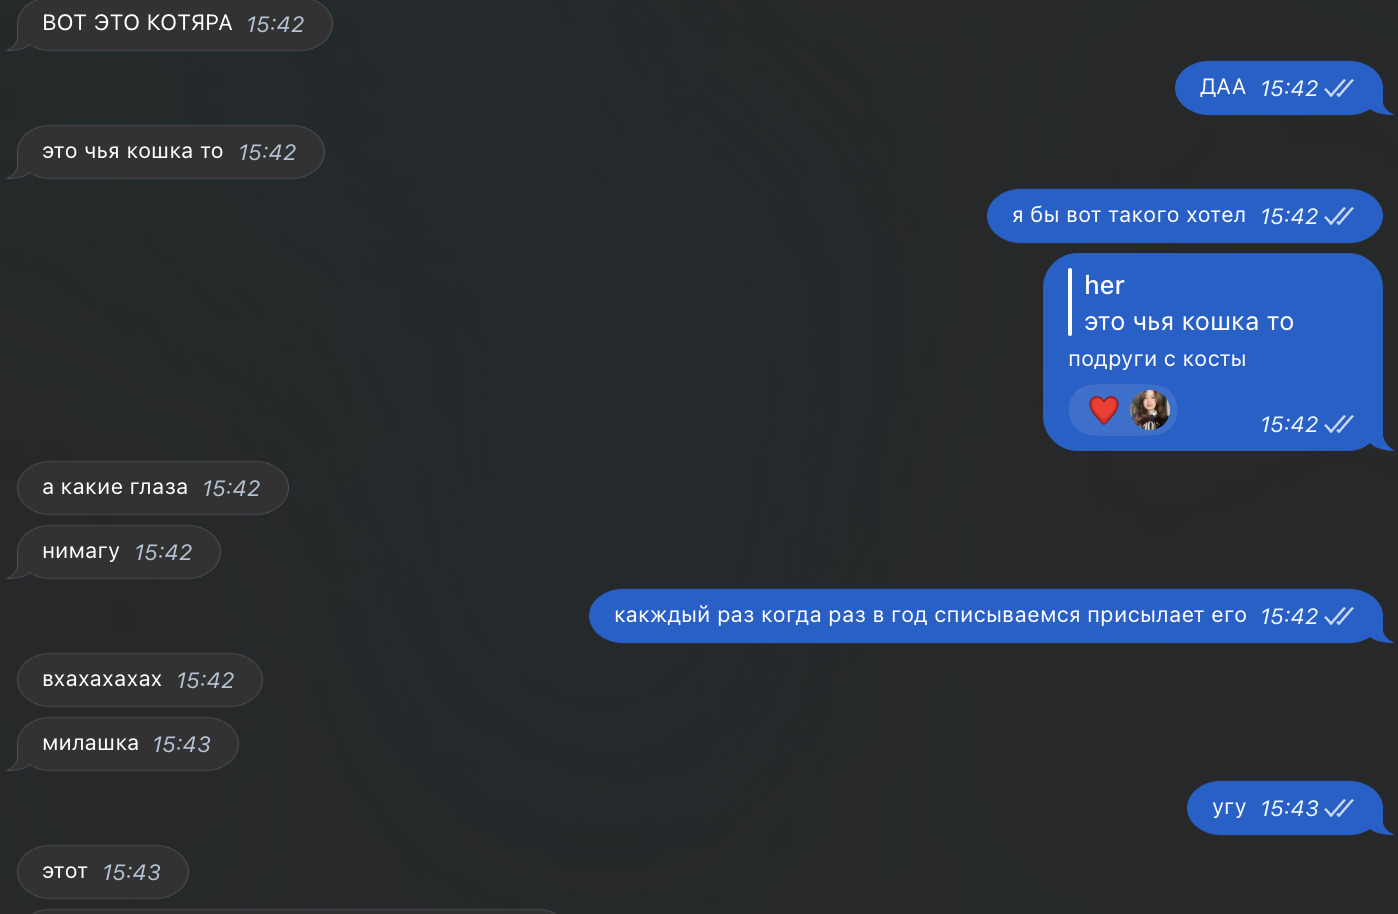 ВОТ ЭТО КОТЯРА 15:42
ДАА 15:42
это чья кошка то 15:42
я бы вот такого хотел 15:42
her
это чья кошка то
подруги с косты
15:42
а какие глаза 15:42
нимагу 15:42
какждый раз когда раз в год списываемся присылает его 15:42
вхахахахах 15:42
милашка 15:43
угу 15:43
этот 15:43